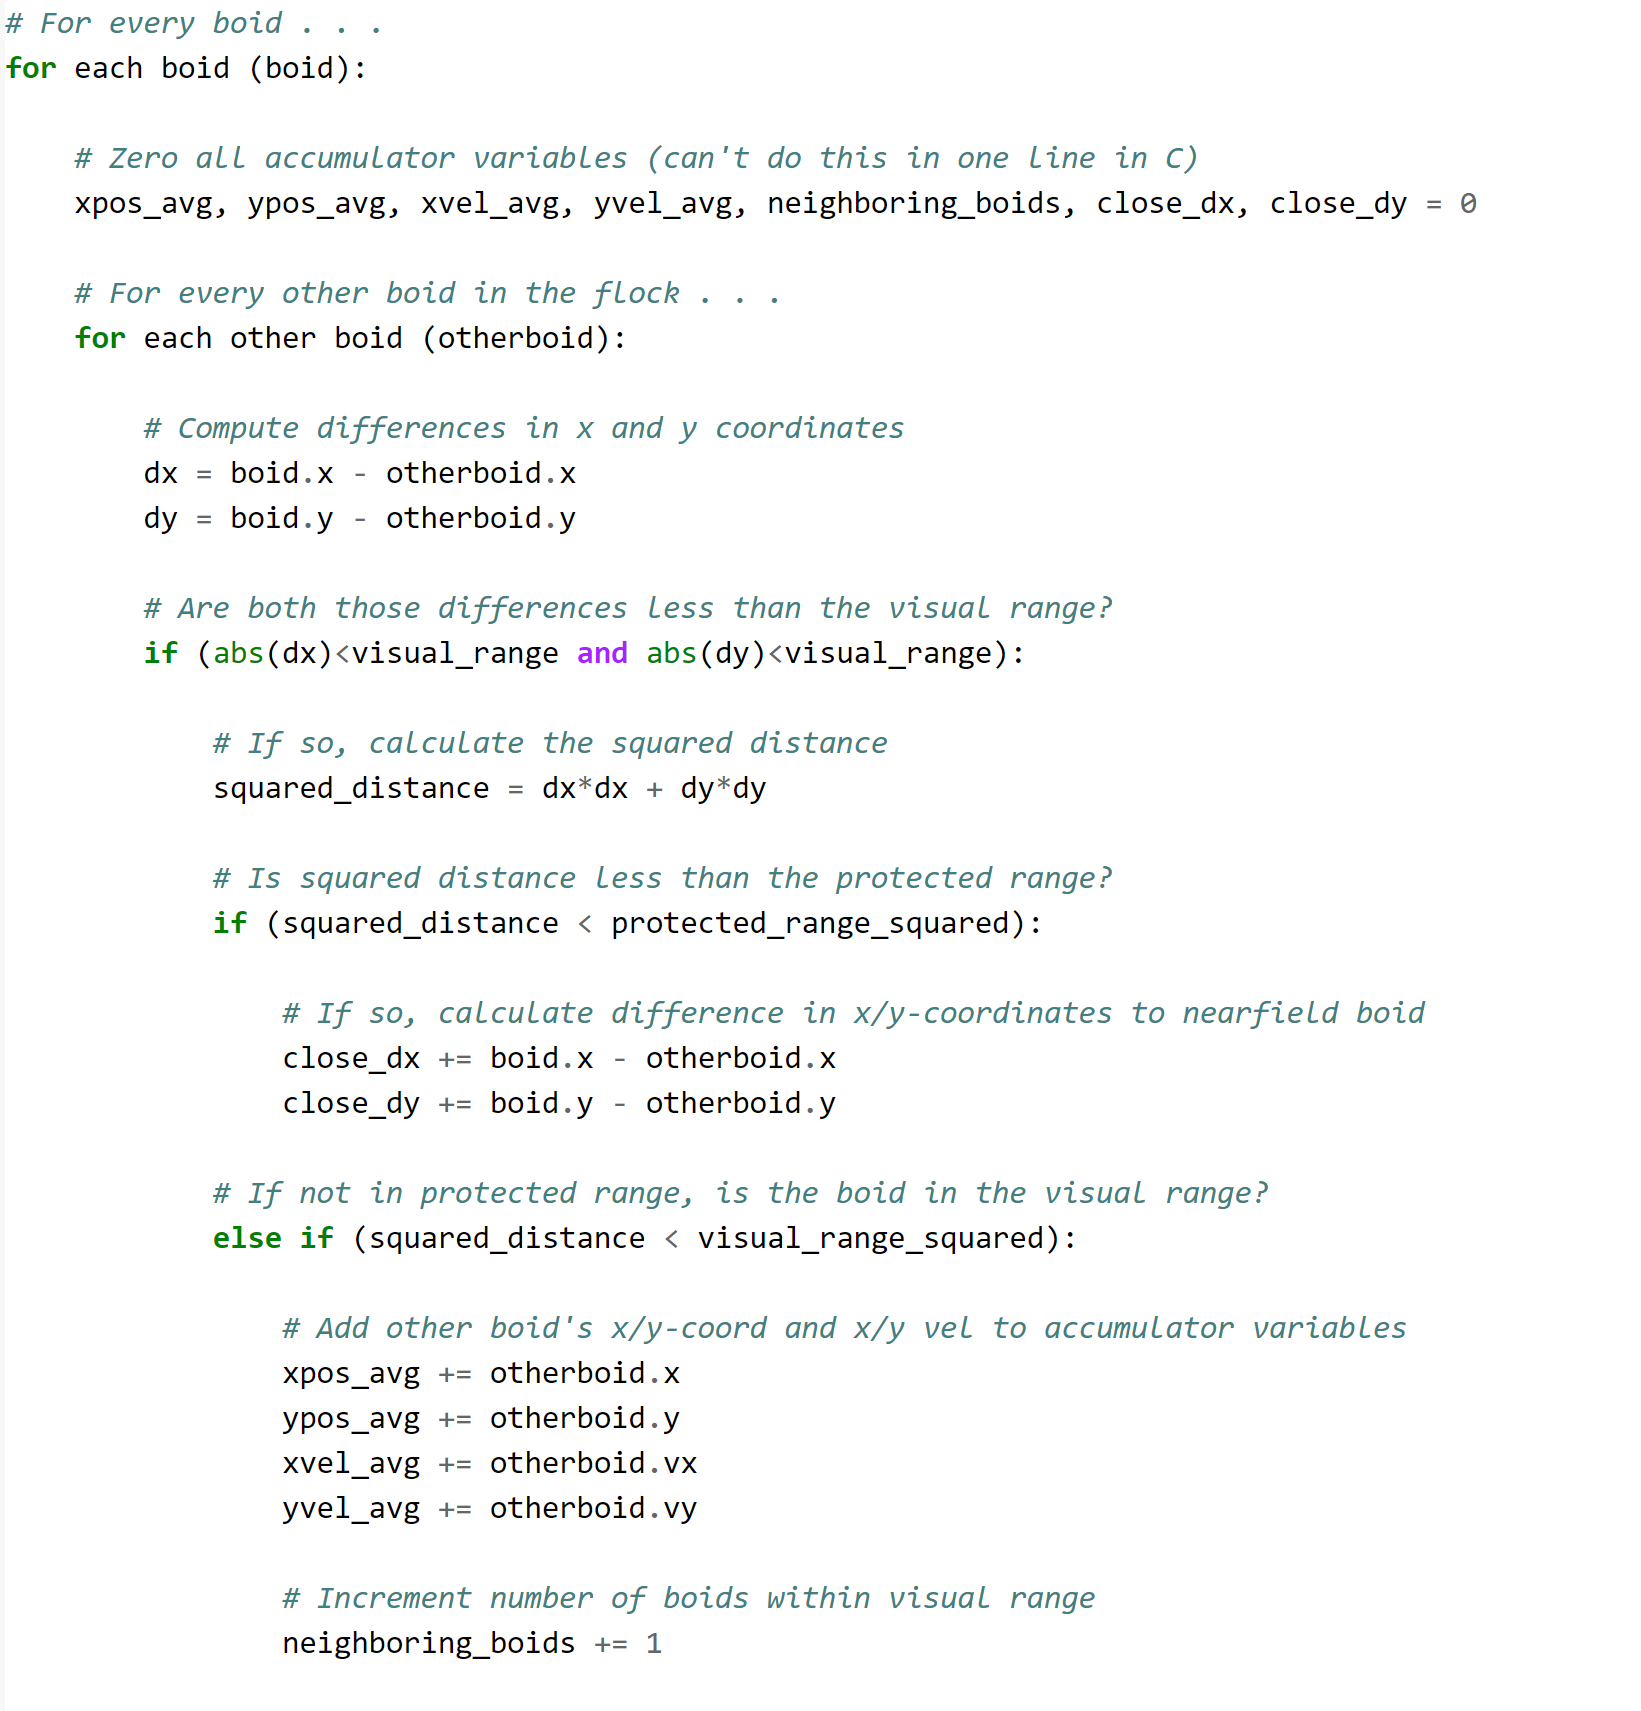 # For every boid . . .
for each boid (boid):
# Zero all accumulator variables (can't do this in one line in C)
xpos_avg, ypos_avg, xvel_avg, yvel_avg, neighboring_boids, close_dx, close_dy = 0
# For every other boid in the flock . . .
for each other boid (otherboid):
# Compute differences in x and y coordinates
dx = boid.x - otherboid.x
dy = boid.y - otherboid.y
# Are both those differences less than the visual range?
if (abs(dx)<visual_range and abs(dy)<visual_range):
# If so, calculate the squared distance
squared_distance = dx*dx + dy*dy
# Is squared distance less than the protected range?
if (squared_distance < protected_range_squared):
# If so, calculate difference in x/y-coordinates to nearfield boid
close_dx += boid.x - otherboid.x
close_dy += boid.y - otherboid.y
# If not in protected range, is the boid in the visual range?
else if (squared_distance < visual_range_squared):
# Add other boid's x/y-coord and x/y vel to accumulator variables
xpos_avg += otherboid.x
ypos_avg += otherboid.y
xvel_avg += otherboid.vx
yvel_avg += otherboid.vy
# Increment number of boids within visual range
neighboring_boids += 1